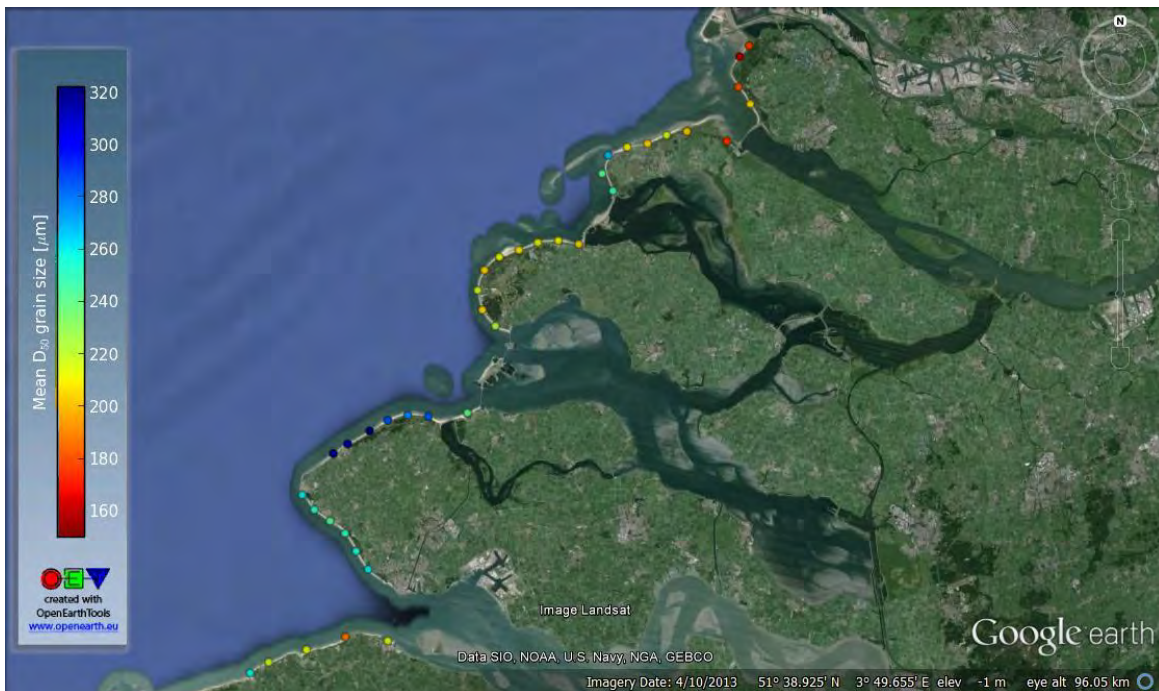 N
320
300
280
260
240
220
200
180
160
Mean D₅₀ grain size [μm]
E
created with
OpenEarthTools
www.openearth.eu
Image Landsat
Google earth
Data SIO, NOAA, U.S. Navy, NGA, GEBCO
Imagery Date: 4/10/2013 51° 38.925' N 3° 49.655' E elev -1 m eye alt 96.05 km